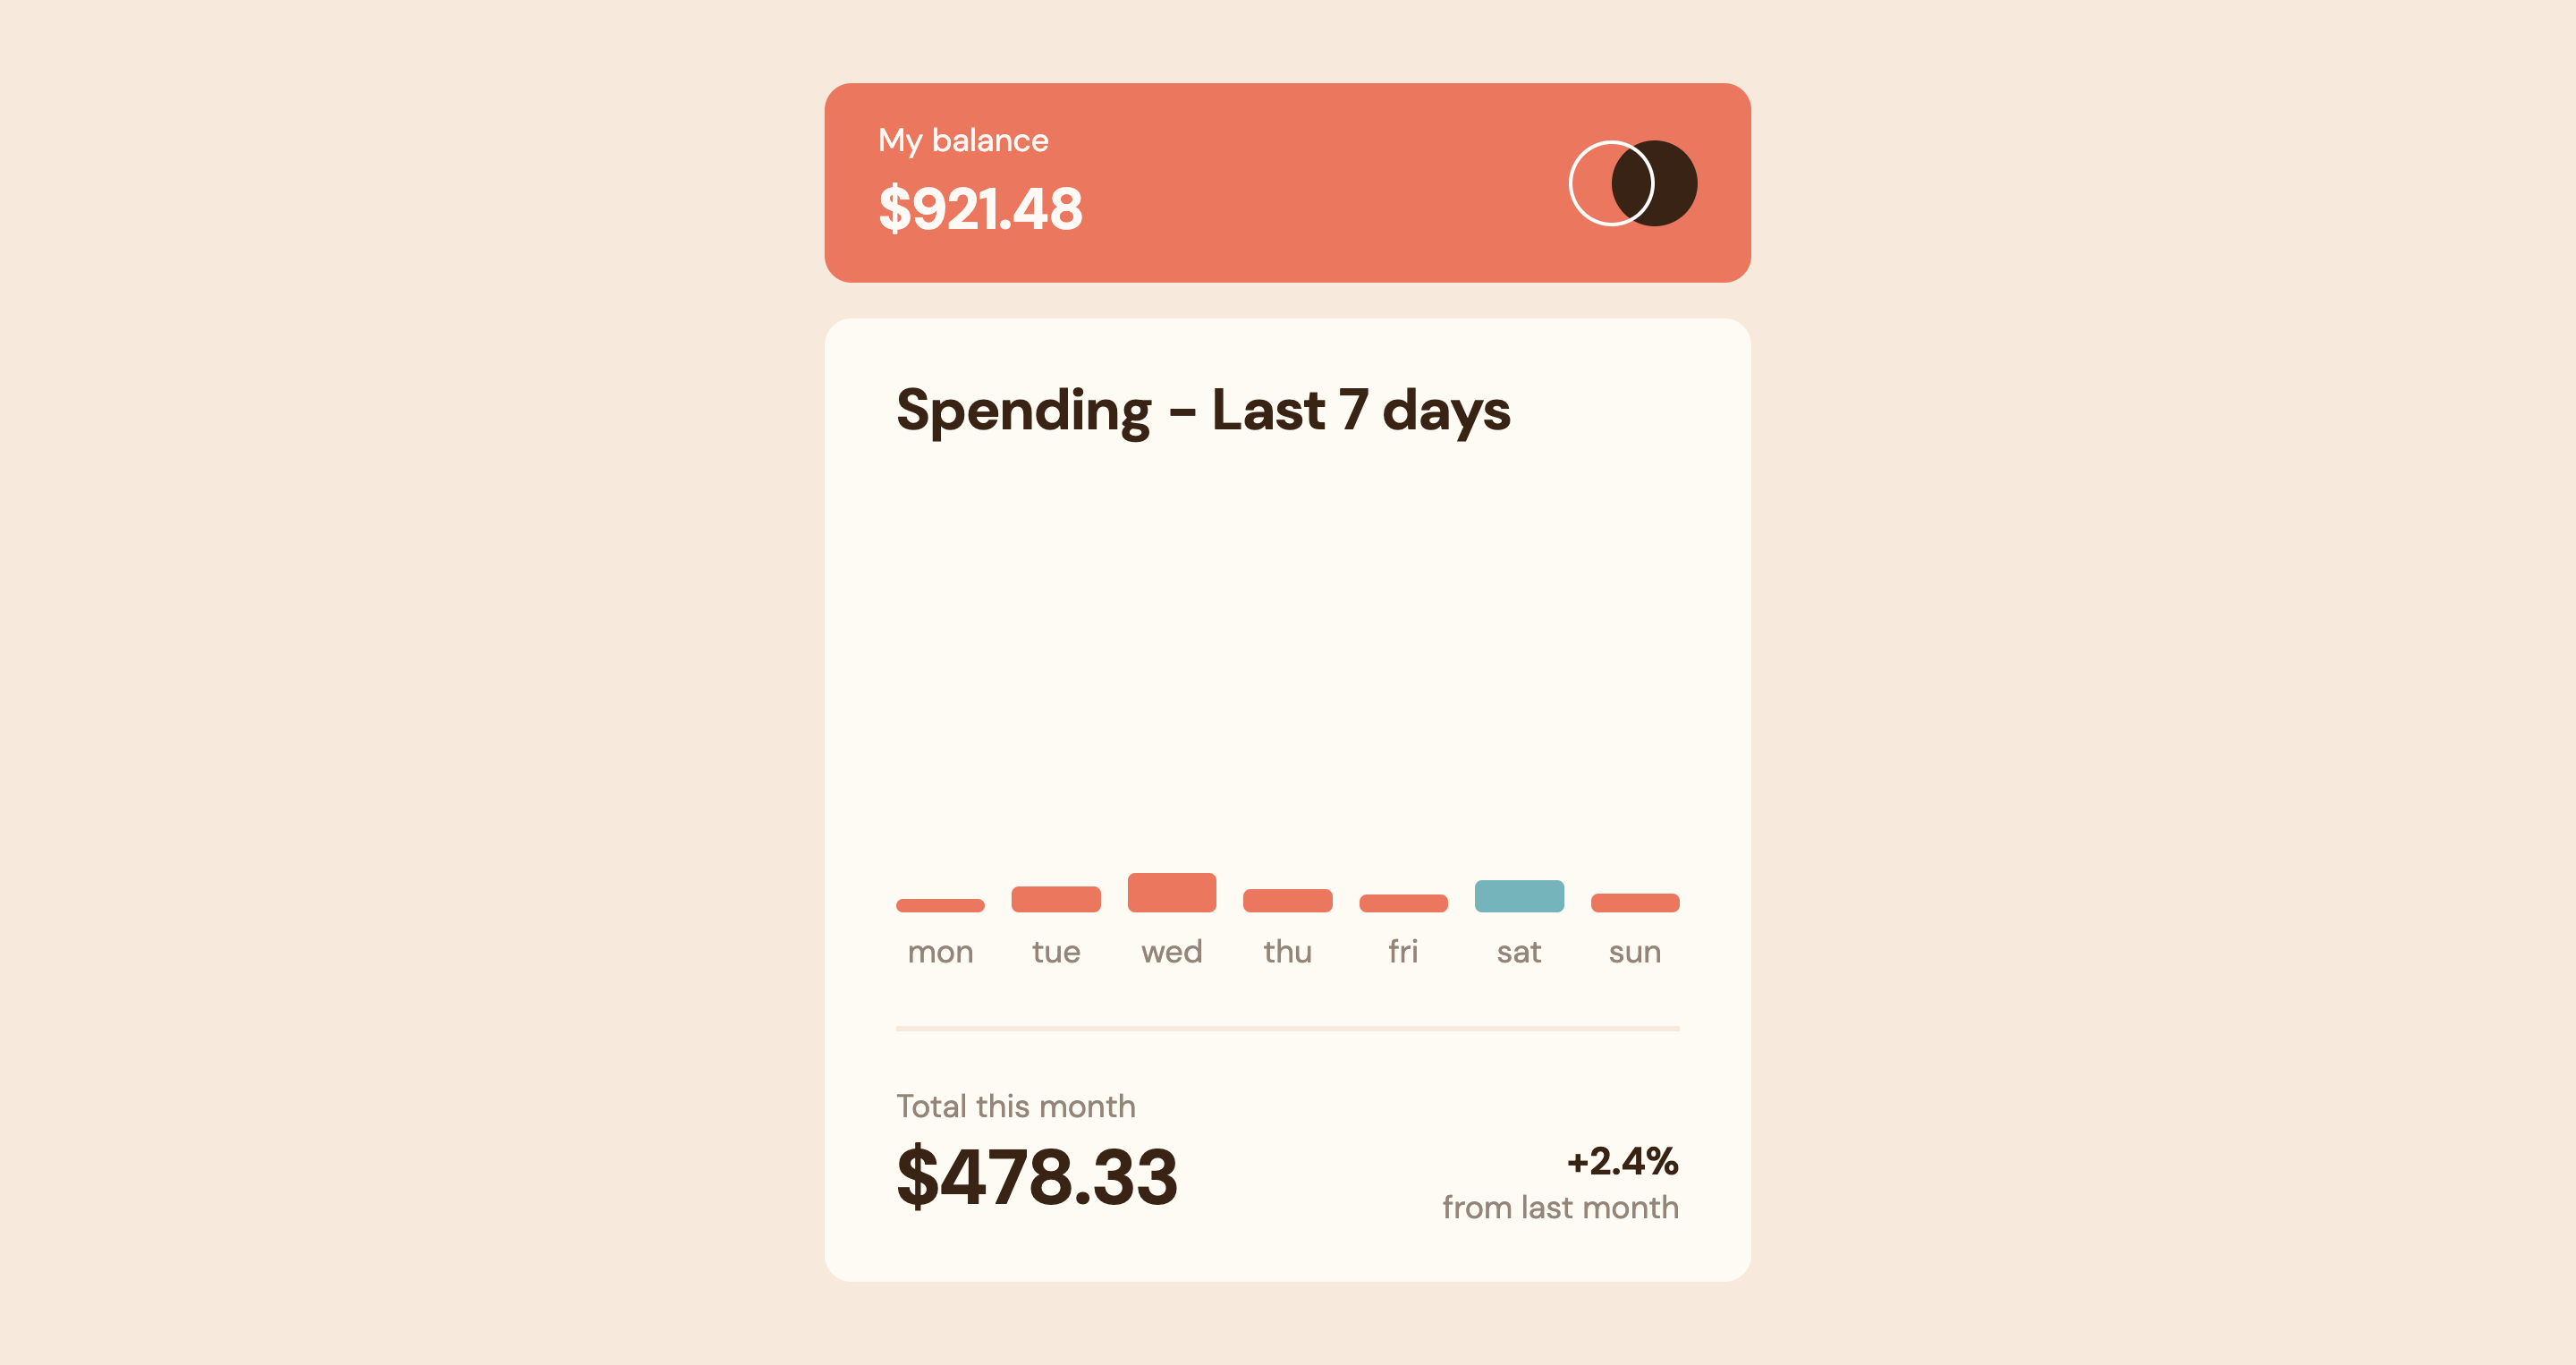 My balance
$921.48
Spending - Last 7 days
mon tue wed thu fri sat sun
Total this month
$478.33
+2.4%
from last month